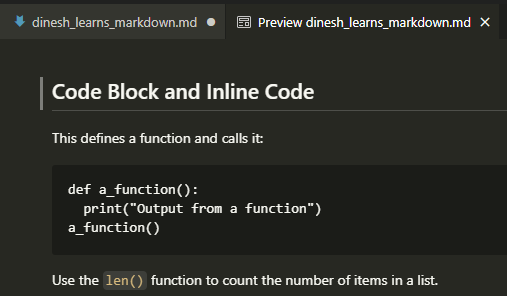 dinesh_learns_markdown.md
Preview dinesh_learns_markdown.md
Code Block and Inline Code
This defines a function and calls it:
def a_function():
  print("Output from a function")
a_function()
Use the len() function to count the number of items in a list.